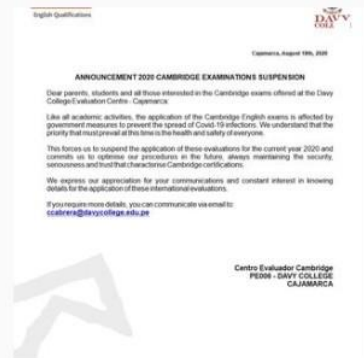 English Qualifications
DAVY
COLL
Cajamarca, August 19th, 2020
ANNOUNCEMENT 2020 CAMBRIDGE EXAMINATIONS SUSPENSION
Dear parents, students and all those interested in the Cambridge exams offered at the Davy
College Evaluation Centre - Cajamarca:
Like all academic activities, the application of the Cambridge English exams is affected by
government measures to prevent the spread of Covid-19 infections. We understand that the
priority that must prevail at this time is the health and safety of everyone.
This forces us to suspend the application of these evaluations for the current year 2020 and
commits us to optimise our procedures in the future, always maintaining the security,
seriousness and trust that characterise Cambridge certifications.
We express our appreciation for your communications and constant interest in knowing
details for the application of these international evaluations.
If you require more details, you can communicate via email to:
ccabrera@davycollege.edu.pe
Centro Evaluador Cambridge
PE006 - DAVY COLLEGE
CAJAMARCA